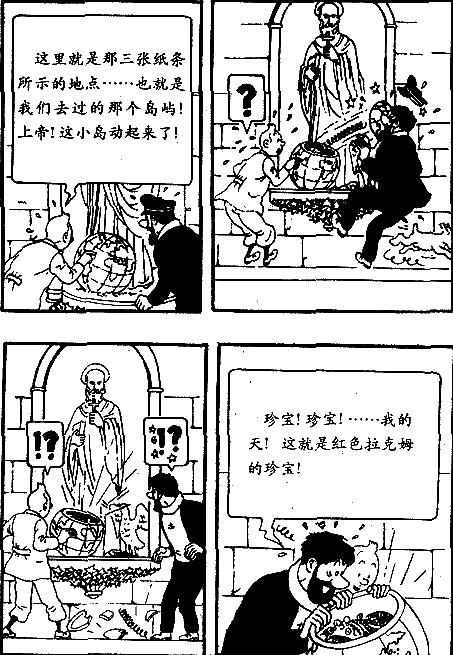 这里就是那三张纸条
所示的地点……也就是
我们去过的那个岛屿！
上帝！这小岛动起来了！
?
!?
!?
珍宝！珍宝！……我的
天！这就是红色拉克姆
的珍宝！